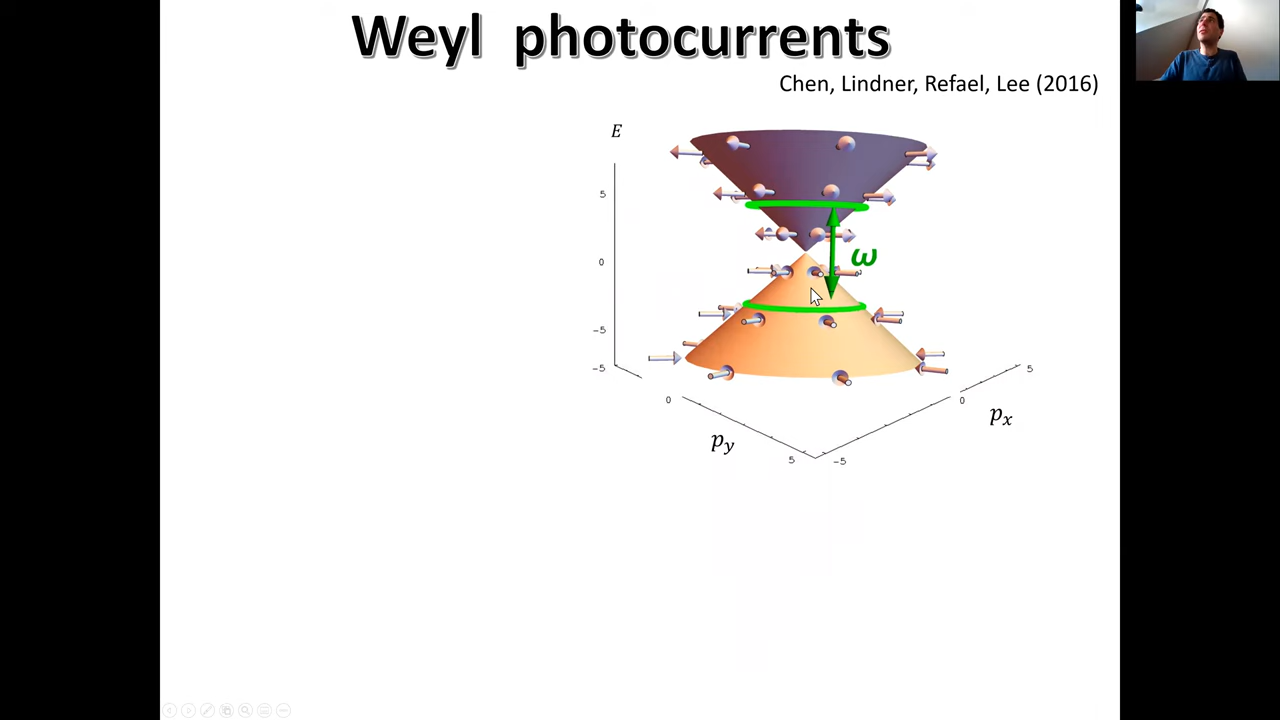 Weyl photocurrents
Chen, Lindner, Refael, Lee (2016)
E
5
0
ω
−5
−5
5
0
0
p_x
p_y
5
−5